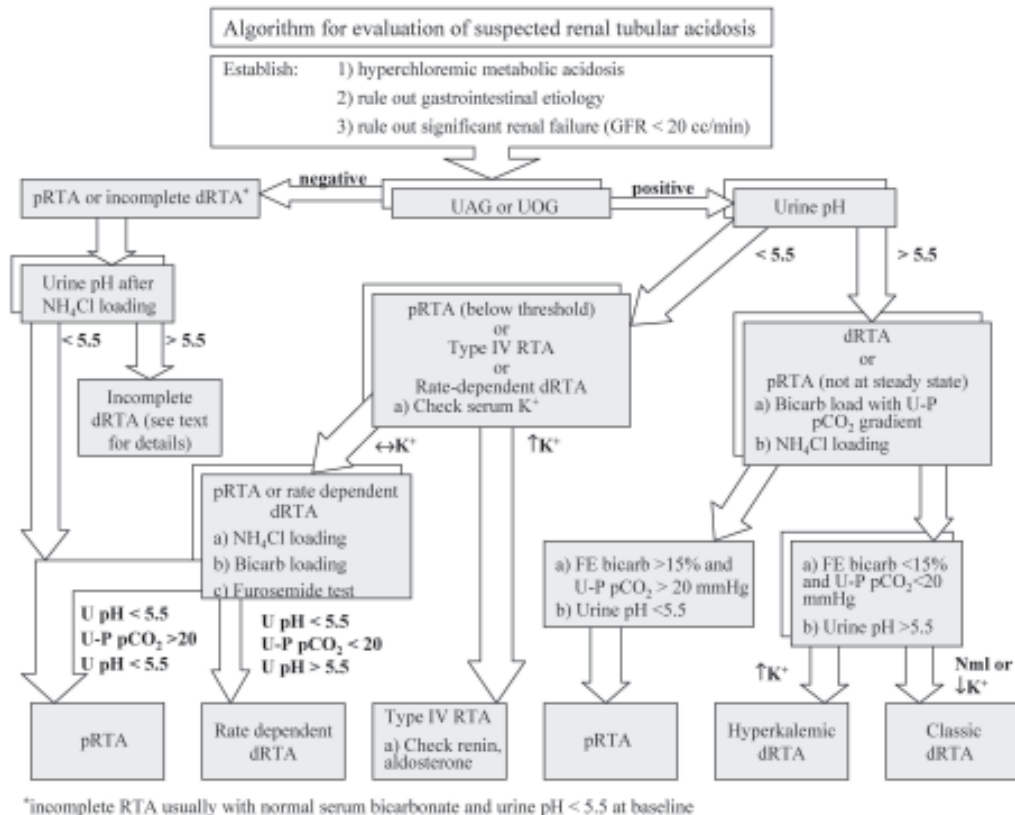 Algorithm for evaluation of suspected renal tubular acidosis
Establish: 1) hyperchloremic metabolic acidosis
2) rule out gastrointestinal etiology
3) rule out significant renal failure (GFR < 20 cc/min)
negative
positive
pRTA or incomplete dRTA*
UAG or UOG
Urine pH
< 5.5
> 5.5
Urine pH after
NH₄Cl loading
< 5.5
> 5.5
Incomplete
dRTA (see text
for details)
pRTA (below threshold)
or
Type IV RTA
or
Rate-dependent dRTA
a) Check serum K⁺
↔K⁺
↑K⁺
dRTA
or
pRTA (not at steady state)
a) Bicarb load with U-P
pCO₂ gradient
b) NH₄Cl loading
pRTA or rate dependent
dRTA
a) NH₄Cl loading
b) Bicarb loading
c) Furosemide test
a) FE bicarb >15% and
U-P pCO₂ > 20 mmHg
b) Urine pH <5.5
a) FE bicarb <15%
and U-P pCO₂<20
mmHg
b) Urine pH >5.5
U pH < 5.5
U-P pCO₂ >20
U pH < 5.5
U pH < 5.5
U-P pCO₂ < 20
U pH > 5.5
↑K⁺
Nml or
↓K⁺
pRTA
Rate dependent
dRTA
Type IV RTA
a) Check renin,
aldosterone
pRTA
Hyperkalemic
dRTA
Classic
dRTA
*incomplete RTA usually with normal serum bicarbonate and urine pH < 5.5 at baseline